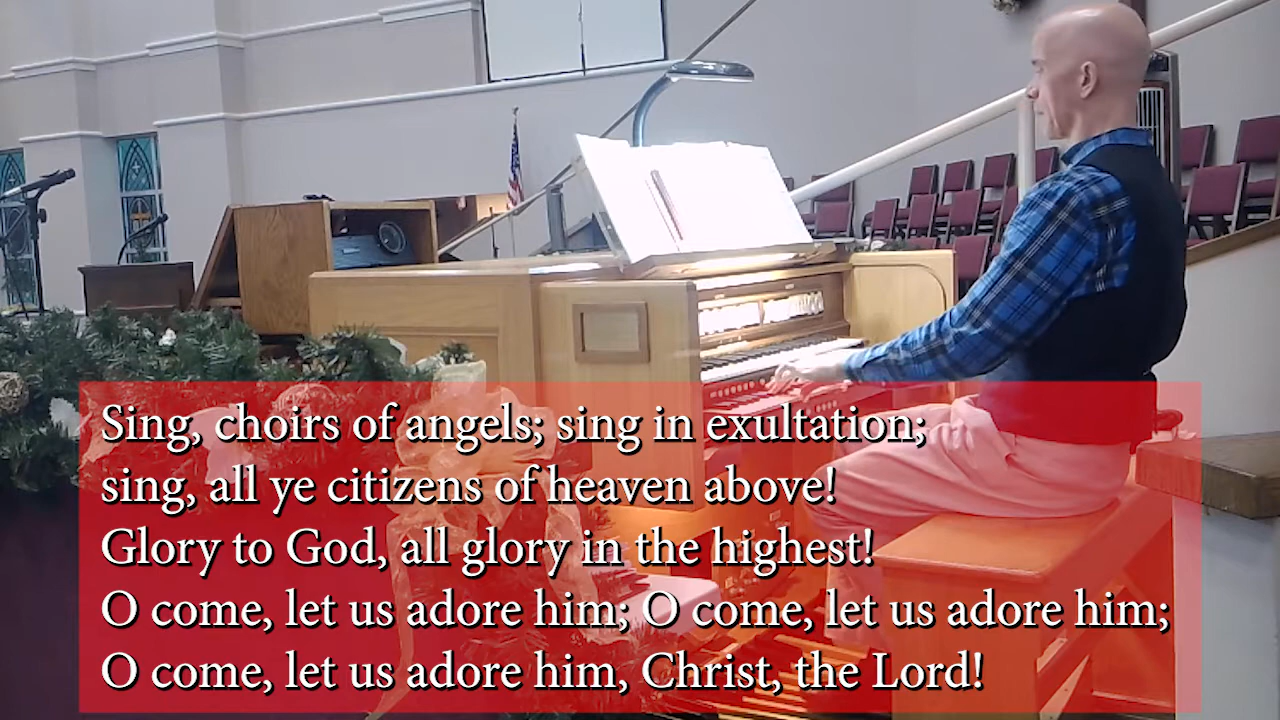 Sing, choirs of angels; sing in exultation;
sing, all ye citizens of heaven above!
Glory to God, all glory in the highest!
O come, let us adore him; O come, let us adore him;
O come, let us adore him, Christ, the Lord!